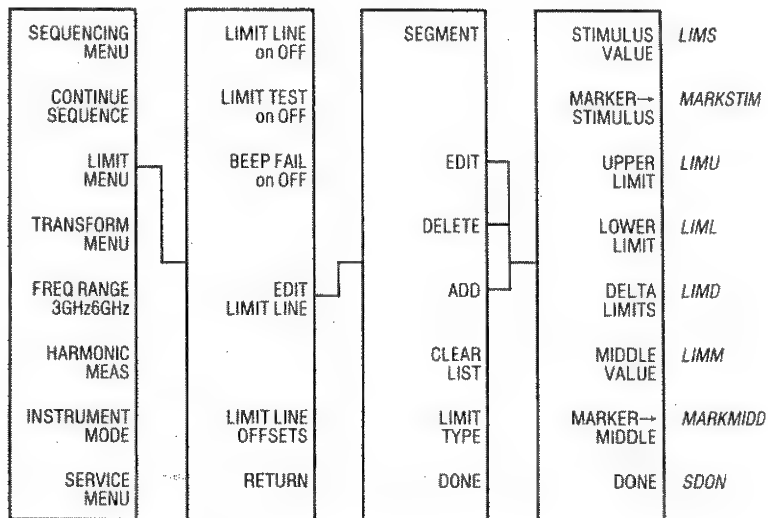 SEQUENCING
MENU
CONTINUE
SEQUENCE
LIMIT
MENU
TRANSFORM
MENU
FREQ RANGE
3GHz6GHz
HARMONIC
MEAS
INSTRUMENT
MODE
SERVICE
MENU
LIMIT LINE
on OFF
LIMIT TEST
on OFF
BEEP FAIL
on OFF
EDIT
LIMIT LINE
LIMIT LINE
OFFSETS
RETURN
SEGMENT
EDIT
DELETE
ADD
CLEAR
LIST
LIMIT
TYPE
DONE
STIMULUS
VALUE
MARKER→
STIMULUS
UPPER
LIMIT
LOWER
LIMIT
DELTA
LIMITS
MIDDLE
VALUE
MARKER→
MIDDLE
DONE
LIMS
MARKSTIM
LIMU
LIML
LIMD
LIMM
MARKMIDD
SDON